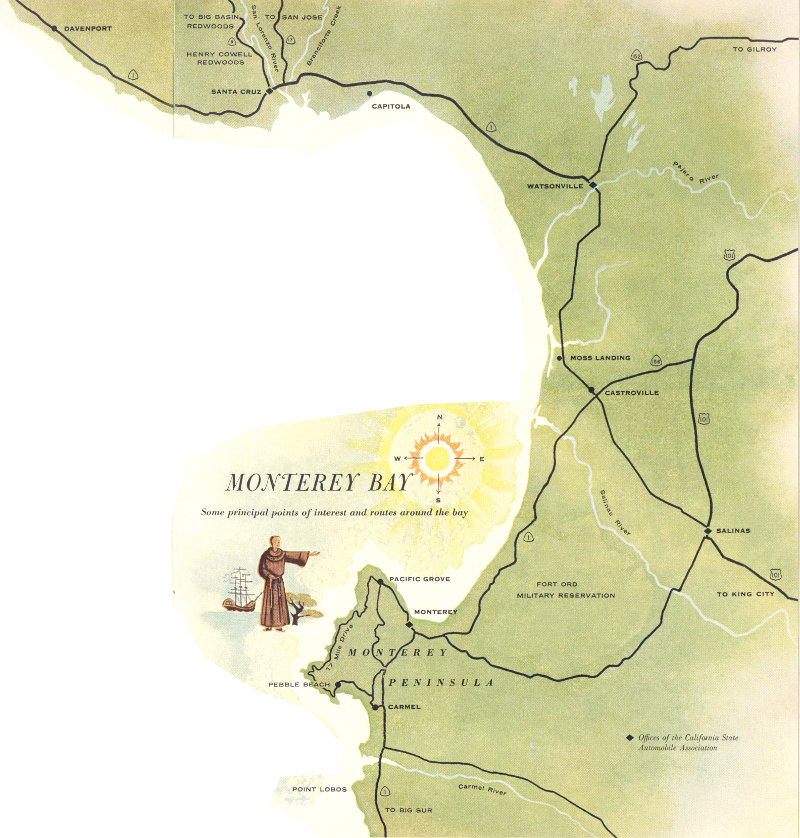 DAVENPORT
1
TO BIG BASIN
REDWOODS
9
San Lorenzo River
TO SAN JOSE
17
Branciforte Creek
HENRY COWELL
REDWOODS
SANTA CRUZ
CAPITOLA
1
152
TO GILROY
WATSONVILLE
Pajaro River
101
MOSS LANDING
156
CASTROVILLE
101
N
W
E
S
MONTEREY BAY
Some principal points of interest and routes around the bay
Salinas River
SALINAS
1
101
TO KING CITY
FORT ORD
MILITARY RESERVATION
PACIFIC GROVE
MONTEREY
17 Mile Drive
MONTEREY
PENINSULA
PEBBLE BEACH
CARMEL
Offices of the California State
Automobile Association
POINT LOBOS
1
Carmel River
TO BIG SUR